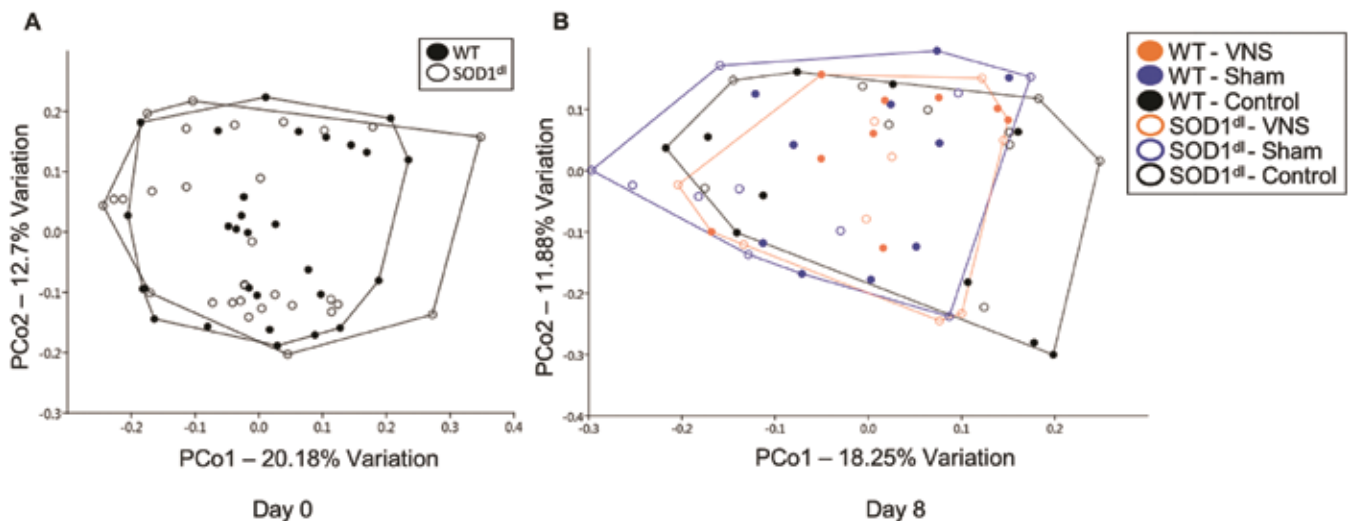 A
WT
SOD1ᵈˡ
0.2
0.1
0.0
-0.1
-0.2
-0.3
-0.2
-0.1
0.0
0.1
0.2
0.3
0.4
PCo2 – 12.7% Variation
PCo1 – 20.18% Variation
Day 0
B
0.1
0.0
-0.1
-0.2
-0.3
-0.4
-0.3
-0.2
-0.1
0.0
0.1
0.2
PCo2 – 11.88% Variation
PCo1 – 18.25% Variation
Day 8
WT - VNS
WT - Sham
WT - Control
SOD1ᵈˡ - VNS
SOD1ᵈˡ - Sham
SOD1ᵈˡ - Control